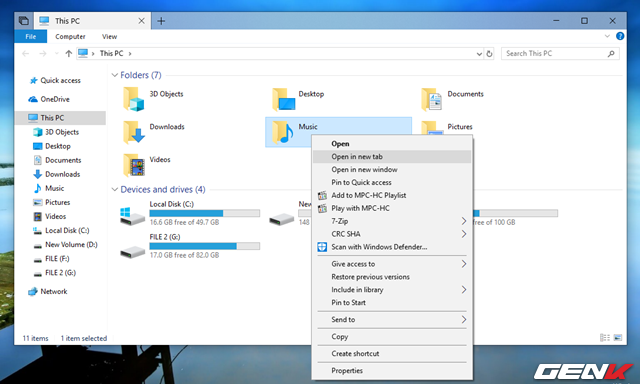 This PC
File Computer View
This PC
Search This PC
Quick access
OneDrive
This PC
3D Objects
Desktop
Documents
Downloads
Music
Pictures
Videos
Local Disk (C:)
New Volume (D:)
FILE (F:)
FILE 2 (G:)
Network
Folders (7)
3D Objects
Desktop
Documents
Downloads
Music
Pictures
Videos
Devices and drives (4)
Local Disk (C:)
16.6 GB free of 49.7 GB
New
148
free of 100 GB
FILE 2 (G:)
17.0 GB free of 82.0 GB
Open
Open in new tab
Open in new window
Pin to Quick access
Add to MPC-HC Playlist
Play with MPC-HC
7-Zip
CRC SHA
Scan with Windows Defender...
Give access to
Restore previous versions
Include in library
Pin to Start
Send to
Copy
Create shortcut
Properties
11 items 1 item selected
GENK